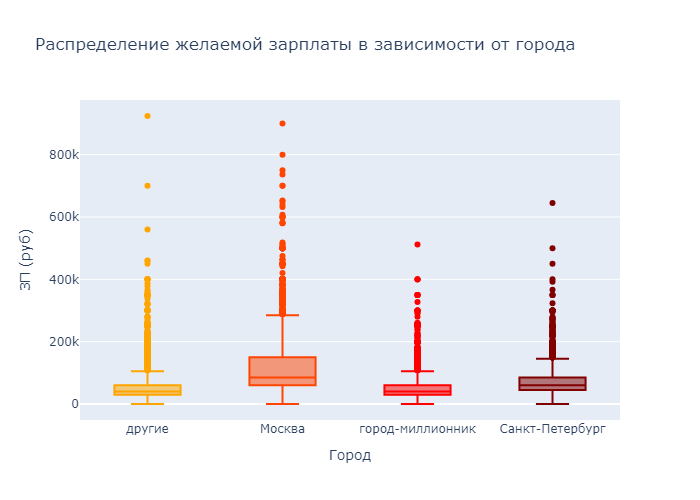 Распределение желаемой зарплаты в зависимости от города
800k
600k
400k
200k
0
ЗП (руб)
другие
Москва
город-миллионник
Санкт-Петербург
Город